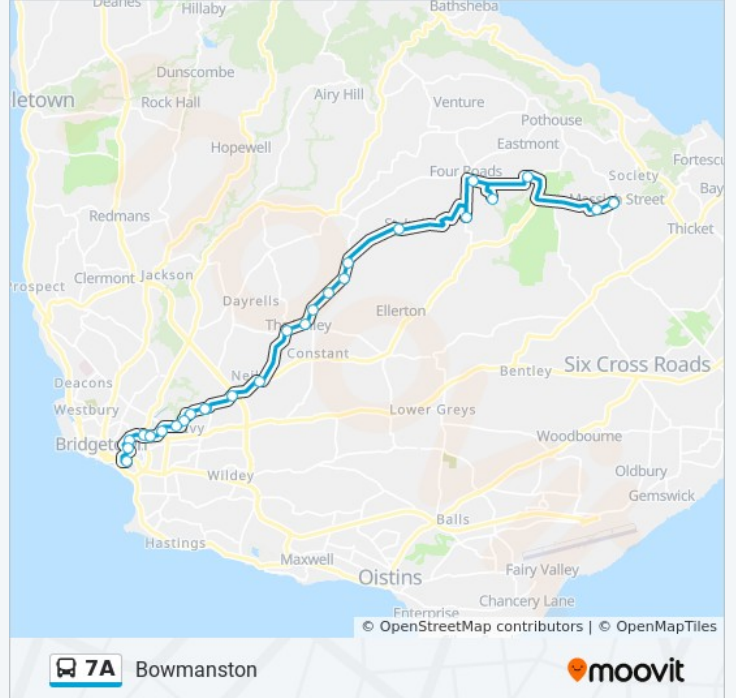 Deanes
Hillaby
Bathsheba
Dunscombe
letown
Rock Hall
Airy Hill
Venture
Pothouse
Eastmont
Hopewell
Four Roads
Society
Fortescu
Bay
Street
Redmans
Thicket
Clermont
Jackson
Prospect
Dayrells
Ellerton
Constant
Six Cross Roads
Bentley
Deacons
Westbury
Lower Greys
Woodbourne
Wildey
Oldbury
Gemswick
Balls
Hastings
Maxwell
Fairy Valley
Oistins
Chancery Lane
Enterprise
© OpenStreetMap contributors | © OpenMapTiles
7A Bowmanston
moovit